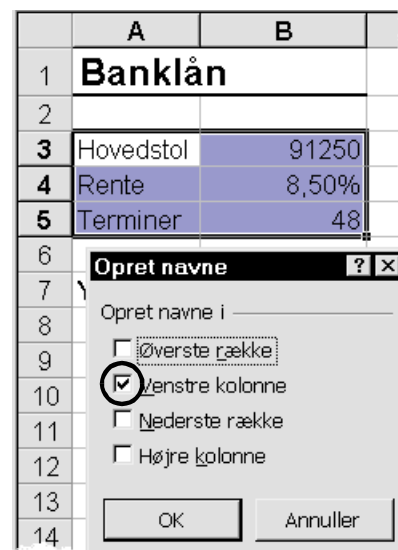 A B
1 Banklån
2
3 Hovedstol 91250
4 Rente 8,50%
5 Terminer 48
6
Opret navne ? ×
7 Y
Opret navne i
8
Øverste række
9
Venstre kolonne
10
Nederste række
11
Højre kolonne
12
13
OK Annuller
14